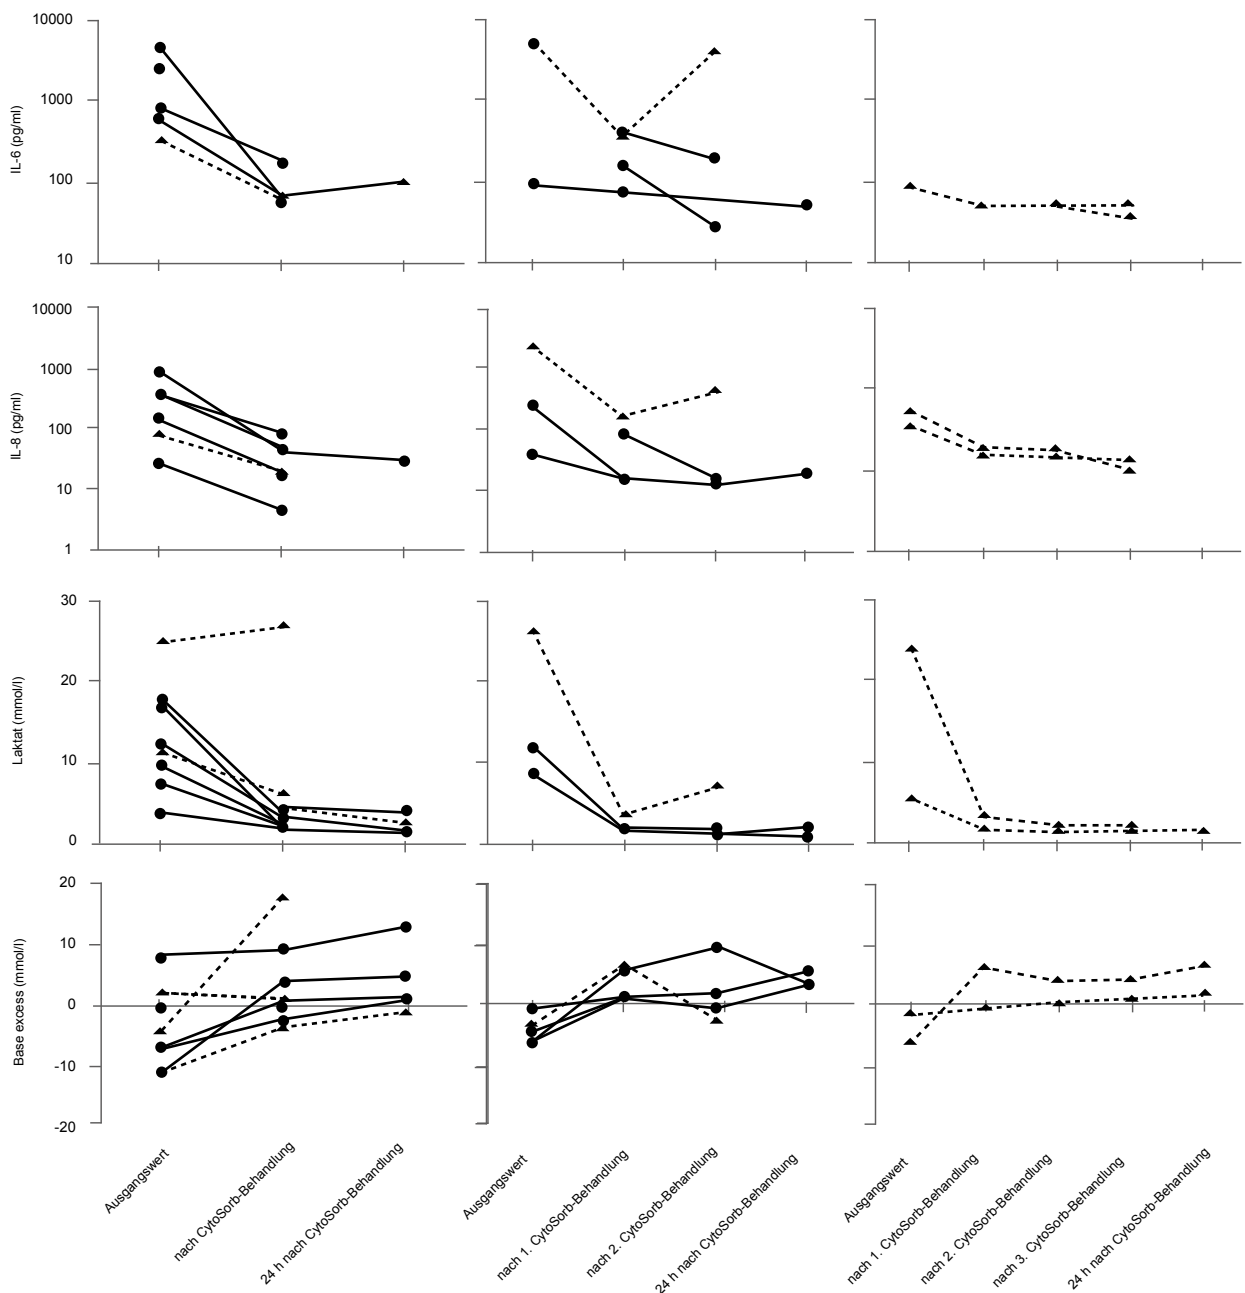 10000
1000
100
10
IL-6 (pg/ml)
10000
1000
100
10
1
IL-8 (pg/ml)
30
20
10
0
Laktat (mmol/l)
20
10
0
-10
-20
Base excess (mmol/l)
Ausgangswert
nach CytoSorb-Behandlung
24 h nach CytoSorb-Behandlung
Ausgangswert
nach 1. CytoSorb-Behandlung
nach 2. CytoSorb-Behandlung
24 h nach CytoSorb-Behandlung
Ausgangswert
nach 1. CytoSorb-Behandlung
nach 2. CytoSorb-Behandlung
nach 3. CytoSorb-Behandlung
24 h nach CytoSorb-Behandlung